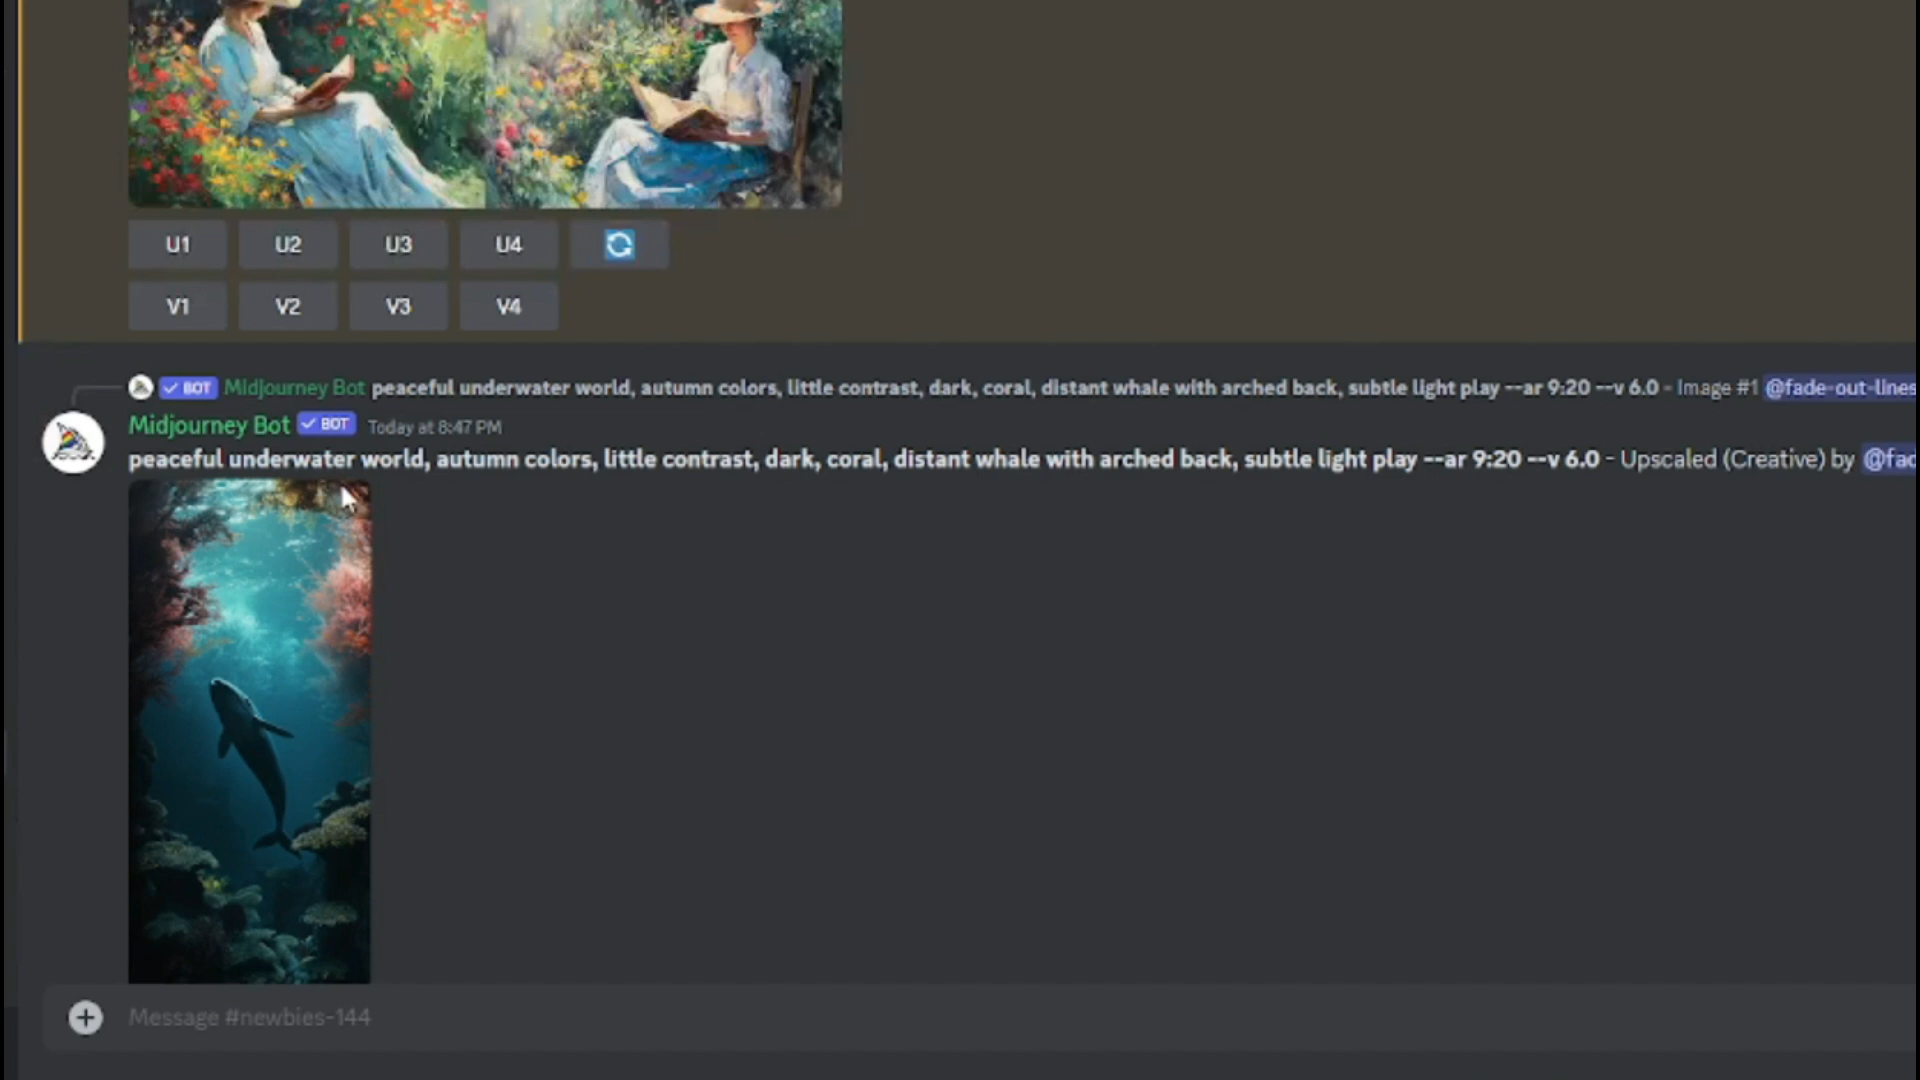 U1 U2 U3 U4
V1 V2 V3 V4
BOT Midjourney Bot peaceful underwater world, autumn colors, little contrast, dark, coral, distant whale with arched back, subtle light play --ar 9:20 --v 6.0 - Image #1 @fade-out-lines
Midjourney Bot BOT Today at 8:47 PM
peaceful underwater world, autumn colors, little contrast, dark, coral, distant whale with arched back, subtle light play --ar 9:20 --v 6.0 - Upscaled (Creative) by @fad
Message #newbies-144